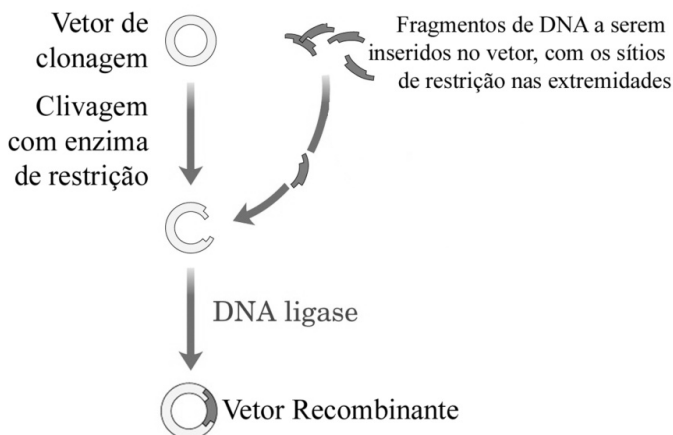 Vetor de
clonagem
Fragmentos de DNA a serem
inseridos no vetor, com os sítios
de restrição nas extremidades
Clivagem
com enzima
de restrição
DNA ligase
Vetor Recombinante